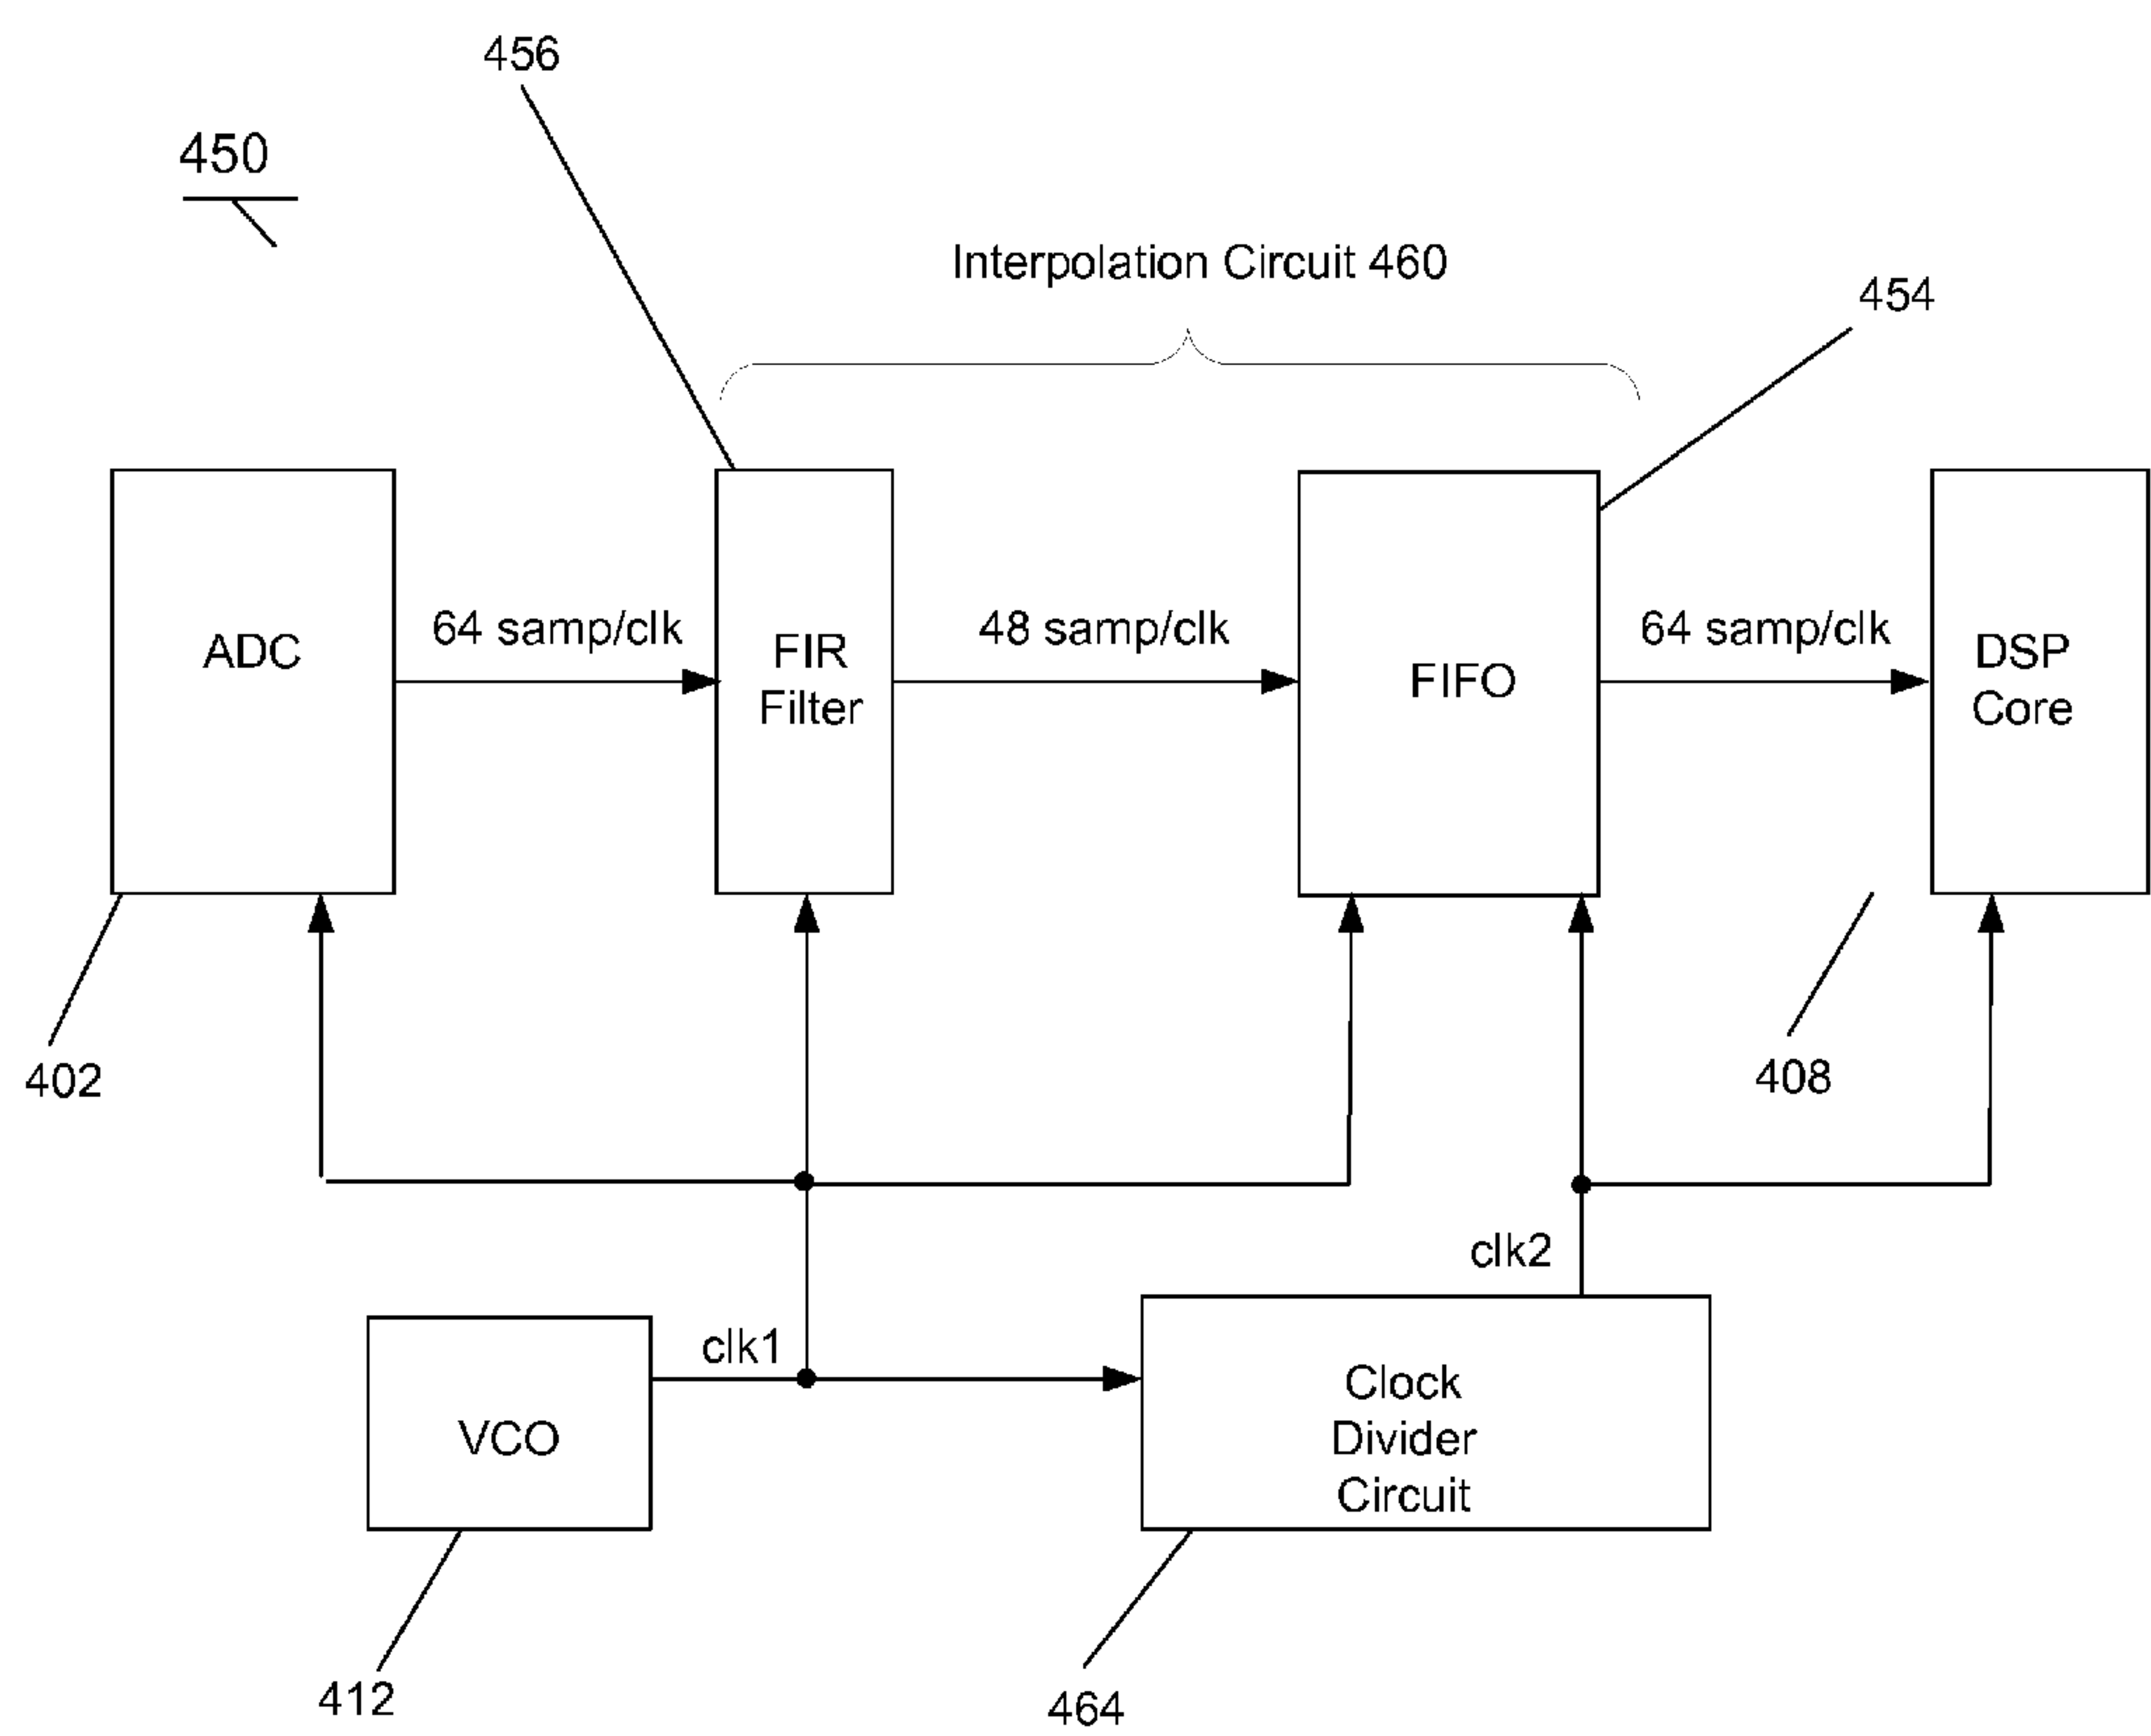 456
450
Interpolation Circuit 460
454
ADC
64 samp/clk
FIR
Filter
48 samp/clk
FIFO
64 samp/clk
DSP
Core
402
408
clk2
clk1
VCO
Clock
Divider
Circuit
412
464